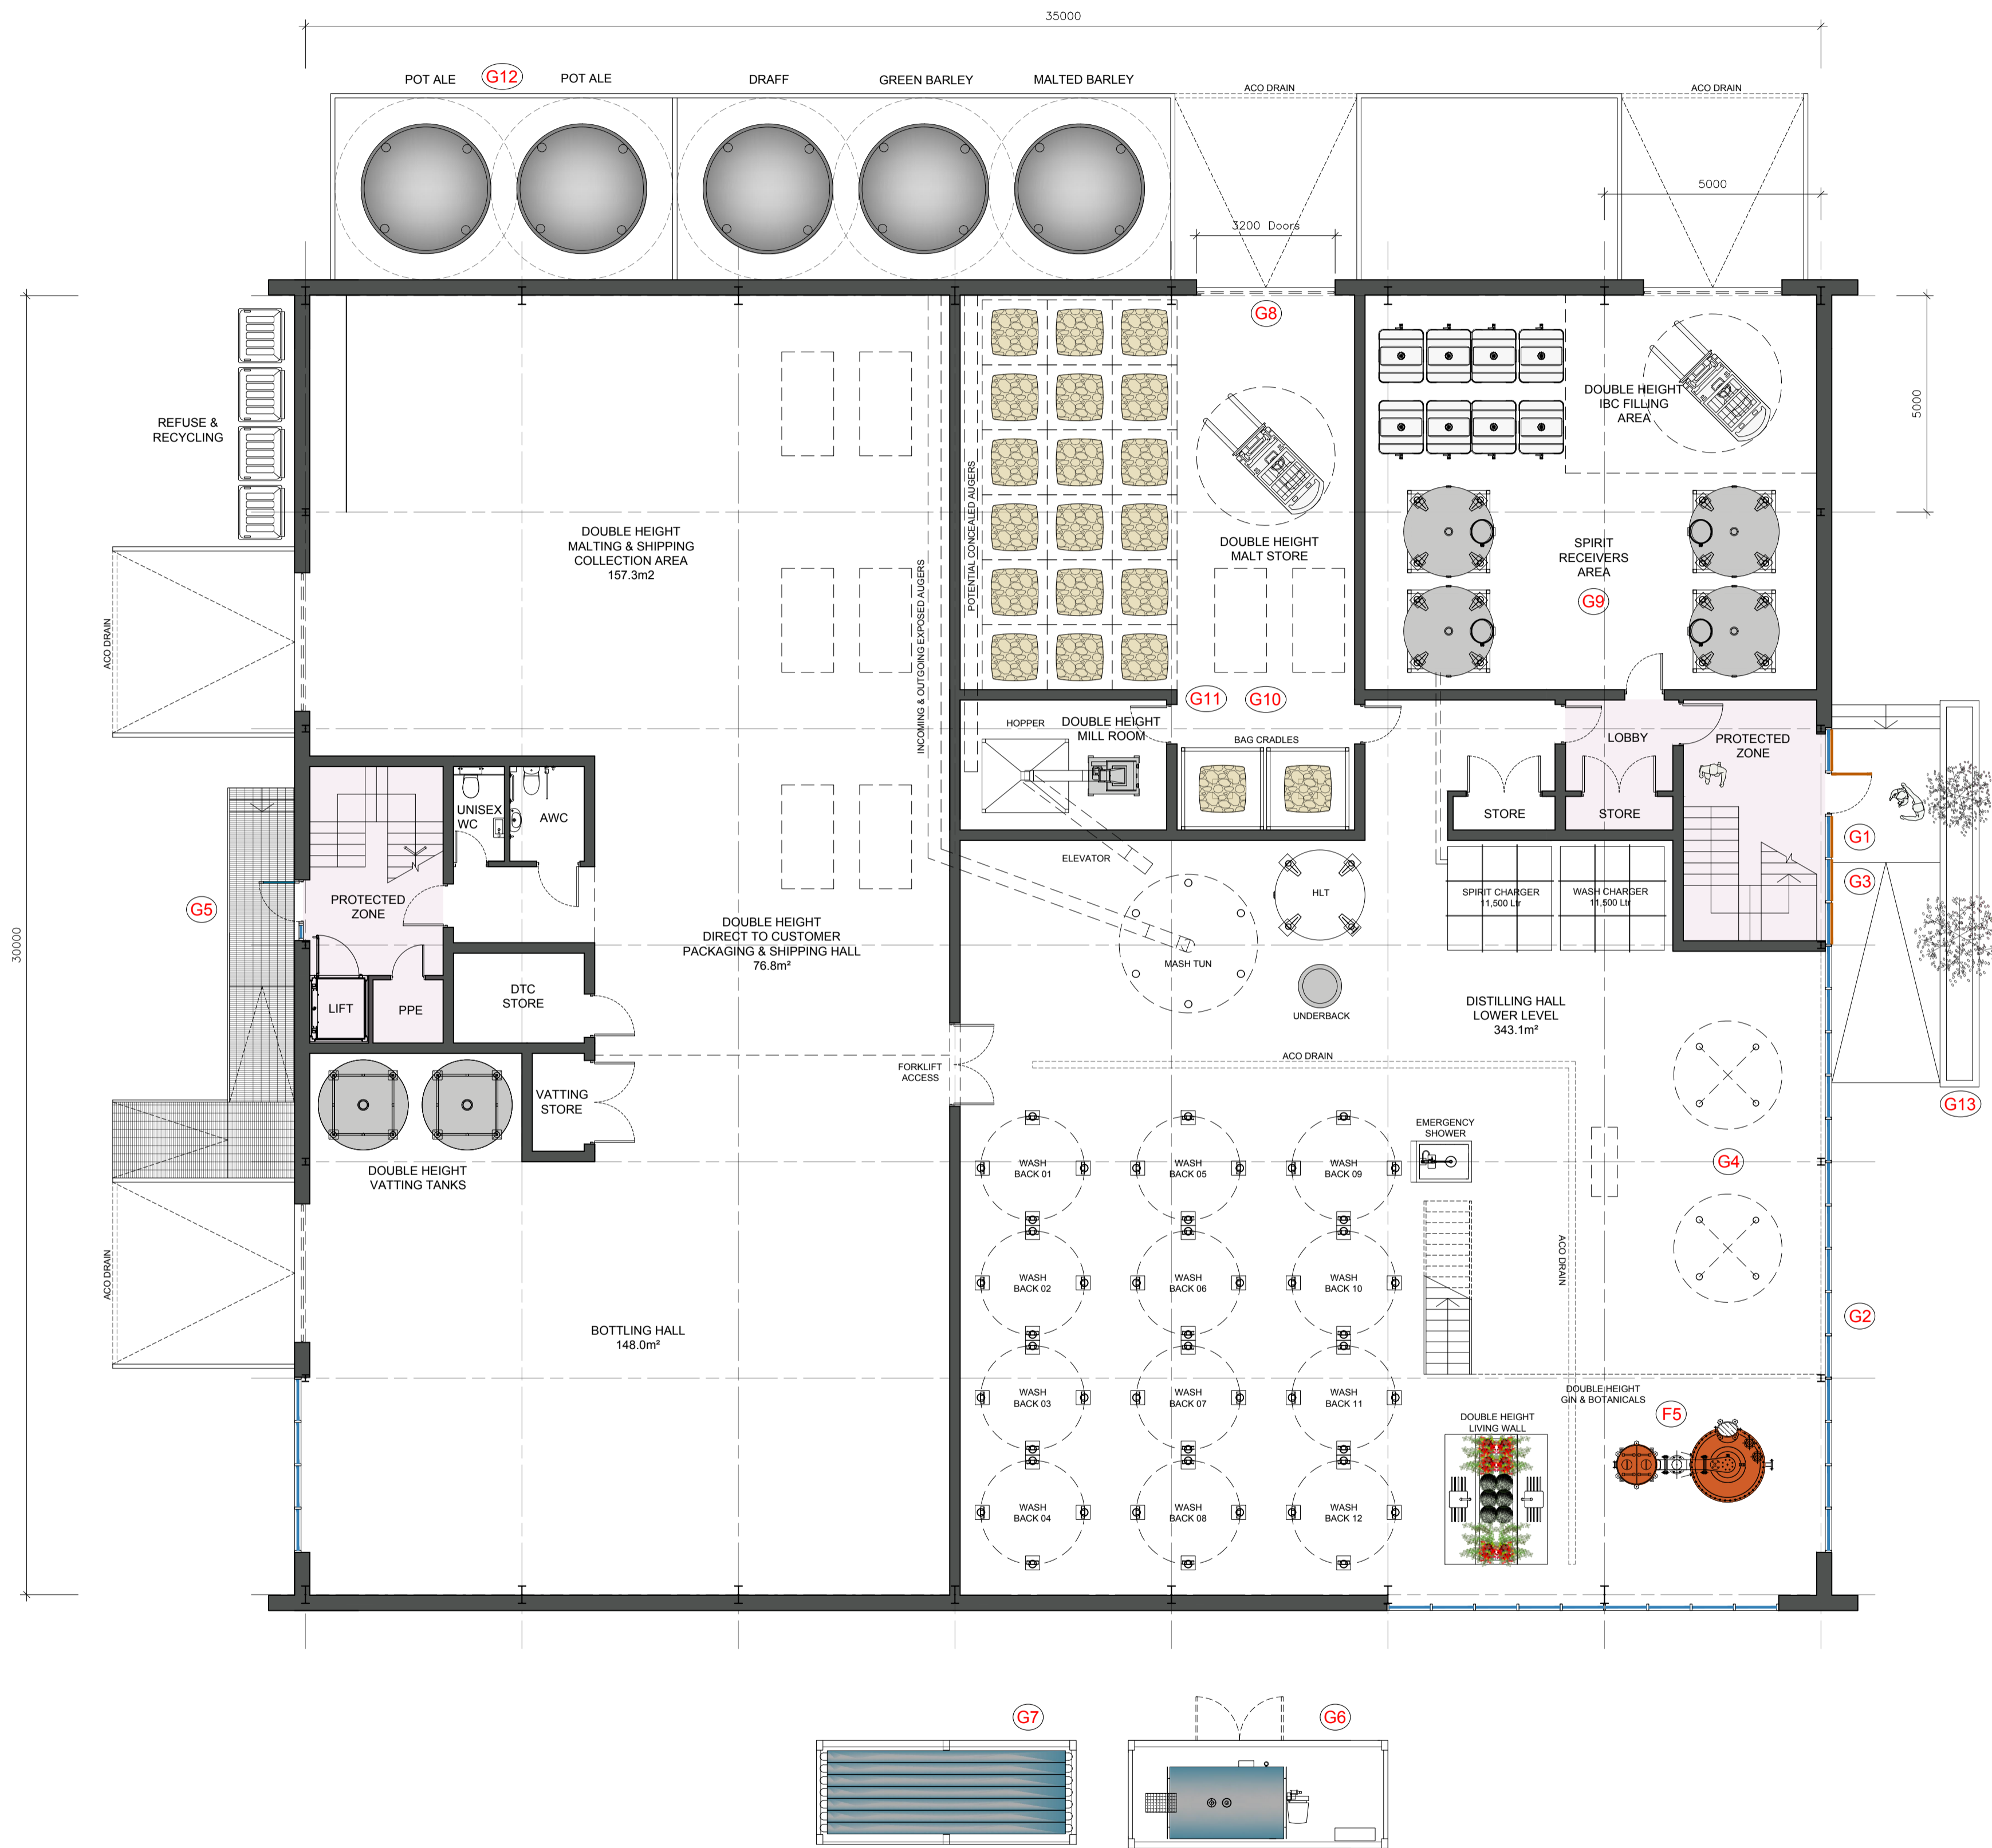 35000
POT ALE
G12
POT ALE
DRAFF
GREEN BARLEY
MALTED BARLEY
ACO DRAIN
ACO DRAIN
5000
3200 Doors
G8
REFUSE &
RECYCLING
DOUBLE HEIGHT
IBC FILLING
AREA
5000
DOUBLE HEIGHT
MALTING & SHIPPING
COLLECTION AREA
157.3m2
INCOMING & OUTGOING EXPOSED AUGERS
POTENTIAL CONCEALED AUGERS
DOUBLE HEIGHT
MALT STORE
SPIRIT
RECEIVERS
AREA
G9
ACO DRAIN
G11
G10
HOPPER
DOUBLE HEIGHT
MILL ROOM
BAG CRADLES
LOBBY
PROTECTED
ZONE
UNISEX
WC
AWC
STORE
STORE
G1
ELEVATOR
HLT
SPIRIT CHARGER
11,500 Ltr
WASH CHARGER
11,500 Ltr
G3
G5
PROTECTED
ZONE
30000
DOUBLE HEIGHT
DIRECT TO CUSTOMER
PACKAGING & SHIPPING HALL
76.8m²
MASH TUN
DTC
STORE
LIFT
PPE
UNDERBACK
DISTILLING HALL
LOWER LEVEL
343.1m²
ACO DRAIN
FORKLIFT
ACCESS
VATTING
STORE
G13
EMERGENCY
SHOWER
DOUBLE HEIGHT
VATTING TANKS
WASH
BACK 01
WASH
BACK 05
WASH
BACK 09
G4
ACO DRAIN
ACO DRAIN
WASH
BACK 02
WASH
BACK 06
WASH
BACK 10
G2
BOTTLING HALL
148.0m²
WASH
BACK 03
WASH
BACK 07
WASH
BACK 11
DOUBLE HEIGHT
GIN & BOTANICALS
F5
DOUBLE HEIGHT
LIVING WALL
WASH
BACK 04
WASH
BACK 08
WASH
BACK 12
G7
G6